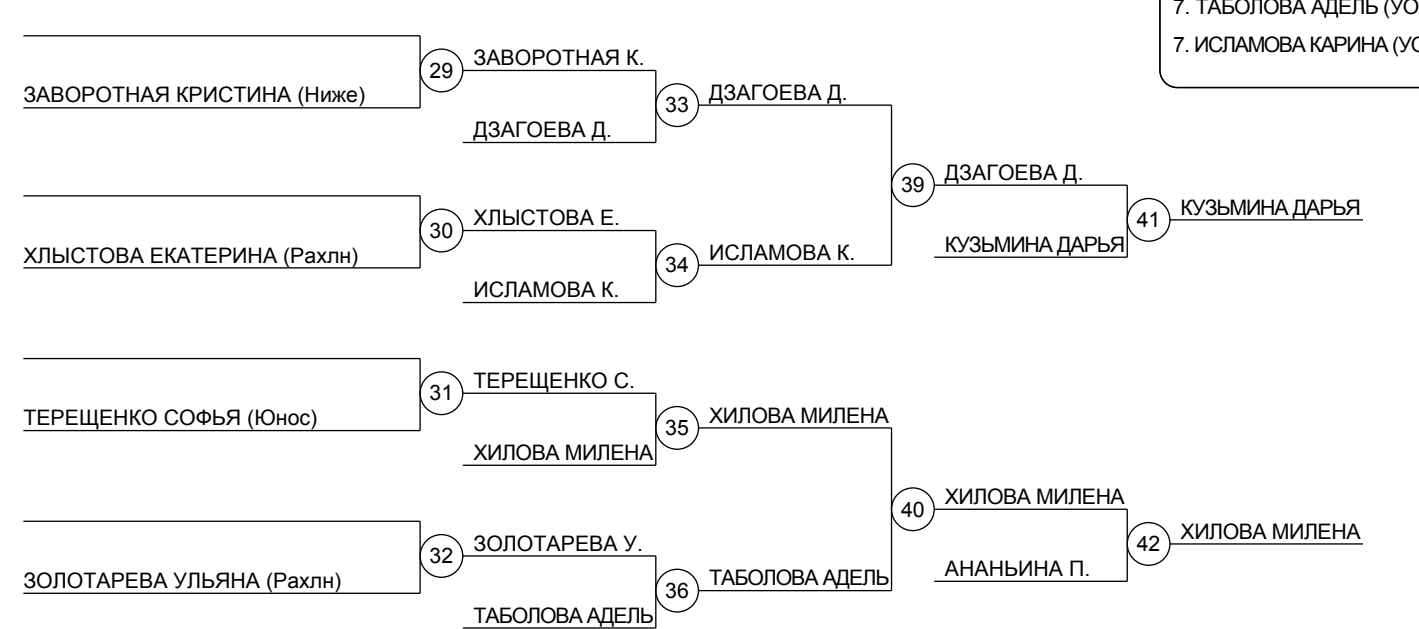 7. ТАБОЛОВА АДЕЛЬ (УО
7. ИСЛАМОВА КАРИНА (УО
29 ЗАВОРОТНАЯ К.
ЗАВОРОТНАЯ КРИСТИНА (Ниже)
33 ДЗАГОЕВА Д.
ДЗАГОЕВА Д.
39 ДЗАГОЕВА Д.
41 КУЗЬМИНА ДАРЬЯ
30 ХЛЫСТОВА Е.
КУЗЬМИНА ДАРЬЯ
ХЛЫСТОВА ЕКАТЕРИНА (Рахлн)
34 ИСЛАМОВА К.
ИСЛАМОВА К.
31 ТЕРЕЩЕНКО С.
ТЕРЕЩЕНКО СОФЬЯ (Юнос)
35 ХИЛОВА МИЛЕНА
ХИЛОВА МИЛЕНА
40 ХИЛОВА МИЛЕНА
42 ХИЛОВА МИЛЕНА
32 ЗОЛОТАРЕВА У.
АНАНЬИНА П.
ЗОЛОТАРЕВА УЛЬЯНА (Рахлн)
36 ТАБОЛОВА АДЕЛЬ
ТАБОЛОВА АДЕЛЬ